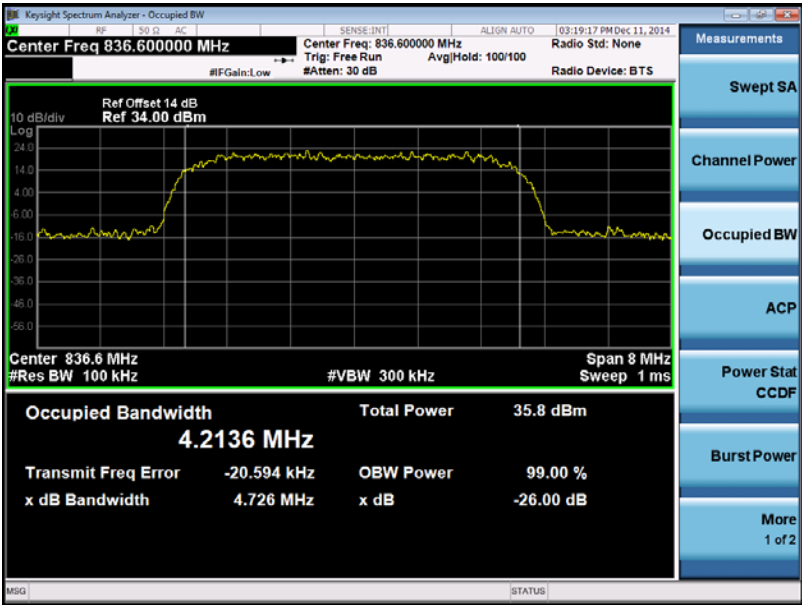 Keysight Spectrum Analyzer - Occupied BW
RF 50 Ω AC SENSE:INT ALIGN AUTO 03:19:17 PM Dec 11, 2014
Center Freq 836.600000 MHz
Center Freq: 836.600000 MHz
Radio Std: None
Trig: Free Run Avg|Hold: 100/100
#IFGain:Low
#Atten: 30 dB
Radio Device: BTS
Ref Offset 14 dB
10 dB/div Ref 34.00 dBm
Log
24.0
14.0
4.00
-6.00
-16.0
-26.0
-36.0
-46.0
-56.0
Center 836.6 MHz
Span 8 MHz
#Res BW 100 kHz
#VBW 300 kHz
Sweep 1 ms
Occupied Bandwidth
Total Power 35.8 dBm
4.2136 MHz
Transmit Freq Error -20.594 kHz
OBW Power 99.00 %
x dB Bandwidth 4.726 MHz
x dB -26.00 dB
MSG
STATUS
Measurements
Swept SA
Channel Power
Occupied BW
ACP
Power Stat
CCDF
Burst Power
More
1 of 2